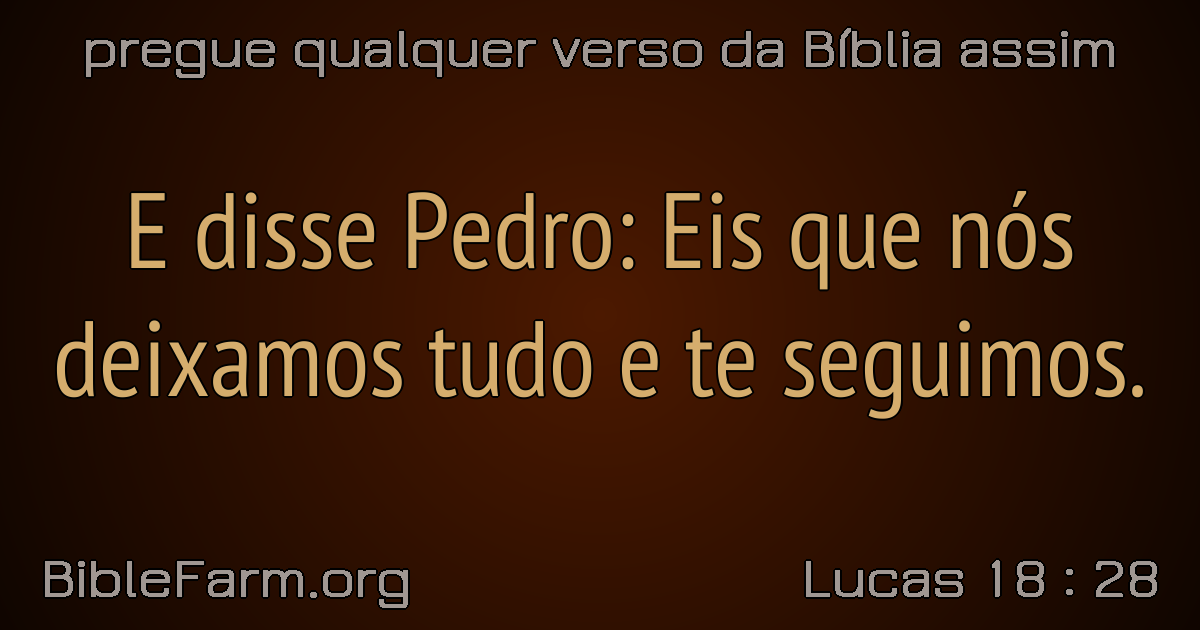 pregue qualquer verso da Bíblia assim
E disse Pedro: Eis que nós
deixamos tudo e te seguimos.
BibleFarm.org
Lucas 18 : 28